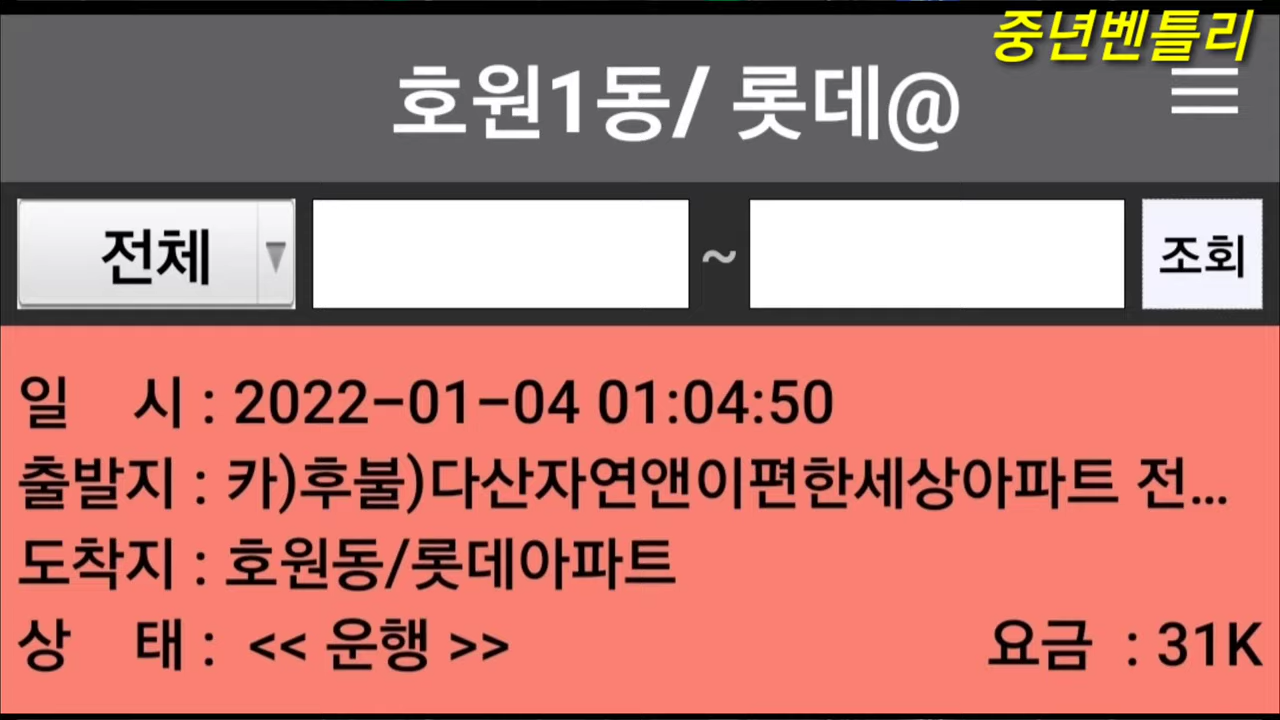 중년벤틀리
호원1동/ 롯데@
전체 ~ 조회
일 시 : 2022-01-04 01:04:50
출발지 : 카)후불)다산자연앤이편한세상아파트 전...
도착지 : 호원동/롯데아파트
상 태 : << 운행 >> 요금 : 31K